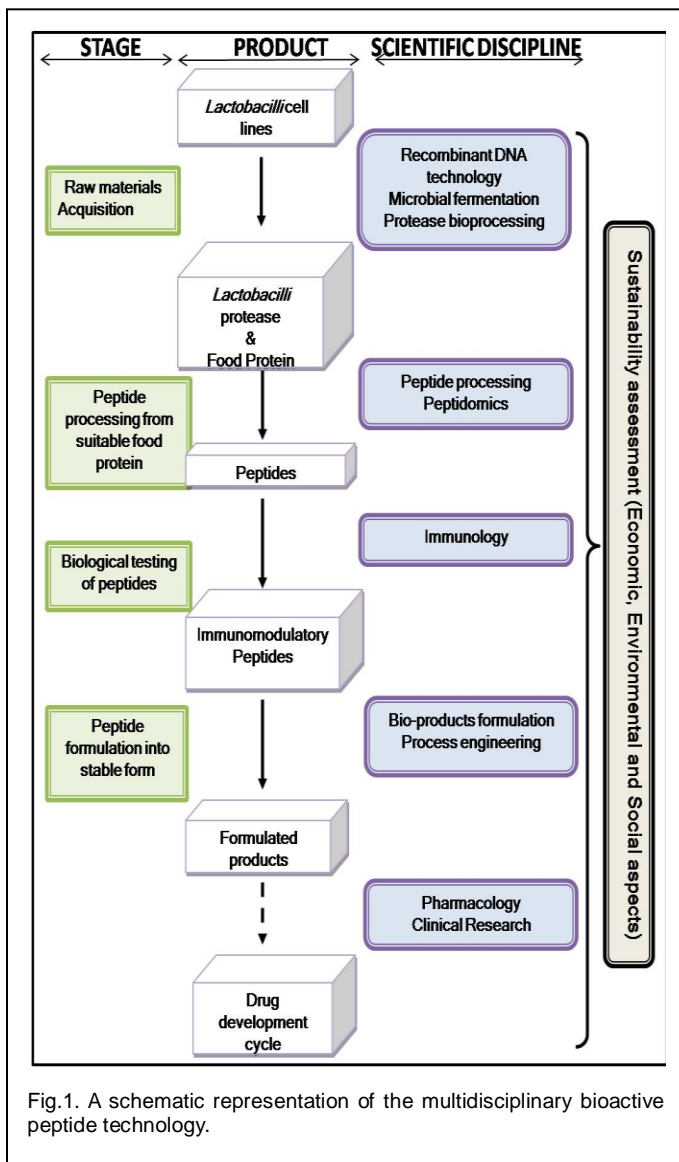 STAGE PRODUCT SCIENTIFIC DISCIPLINE
Lactobacilli cell
lines
Recombinant DNA
technology
Microbial fermentation
Protease bioprocessing
Raw materials
Acquisition
Lactobacilli
protease
&
Food Protein
Peptide processing
Peptidomics
Peptide
processing from
suitable food
protein
Peptides
Immunology
Biological testing
of peptides
Immunomodulatory
Peptides
Bio-products formulation
Process engineering
Peptide
formulation into
stable form
Formulated
products
Pharmacology
Clinical Research
Drug
development
cycle
Sustainability assessment (Economic, Environmental and Social aspects)
Fig.1. A schematic representation of the multidisciplinary bioactive
peptide technology.